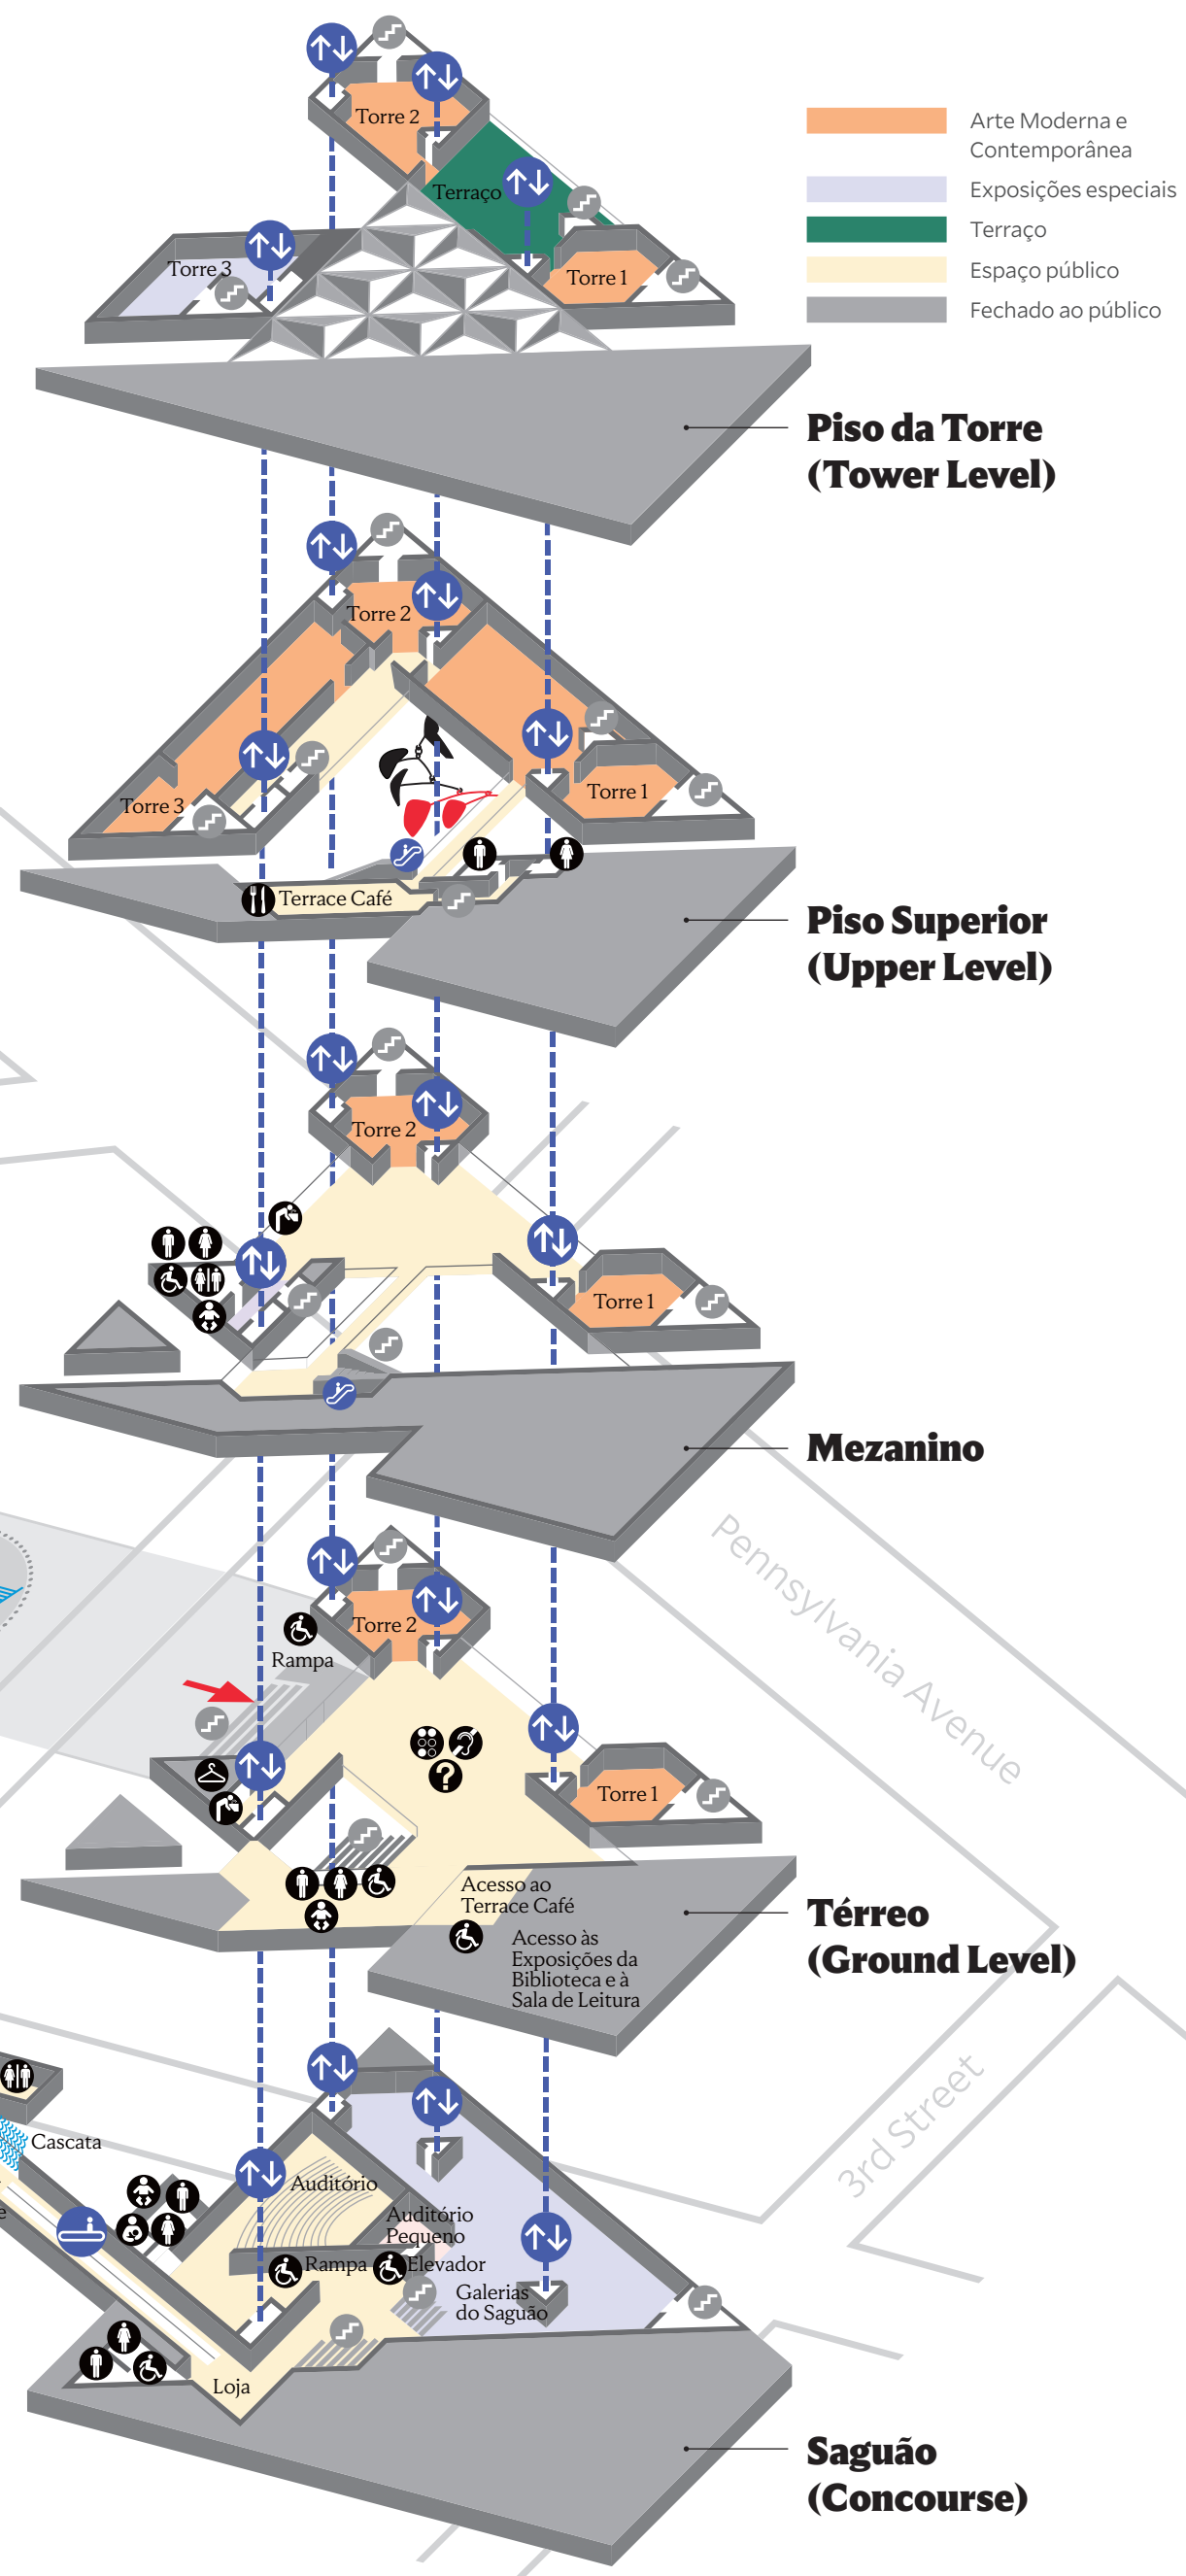 Torre 2
Terraço
Torre 3
Torre 1
Arte Moderna e
Contemporânea
Exposições especiais
Terraço
Espaço público
Fechado ao público
Piso da Torre
(Tower Level)
Torre 2
Torre 3
Torre 1
Terrace Café
Piso Superior
(Upper Level)
Torre 2
Torre 1
Mezanino
Pennsylvania Avenue
Torre 2
Rampa
?
Torre 1
Acesso ao
Terrace Café
Acesso às
Exposições da
Biblioteca e à
Sala de Leitura
Térreo
(Ground Level)
3rd Street
Cascata
e
Auditório
Auditório
Pequeno
Rampa
Elevador
Galerias
do Saguão
Loja
Saguão
(Concourse)